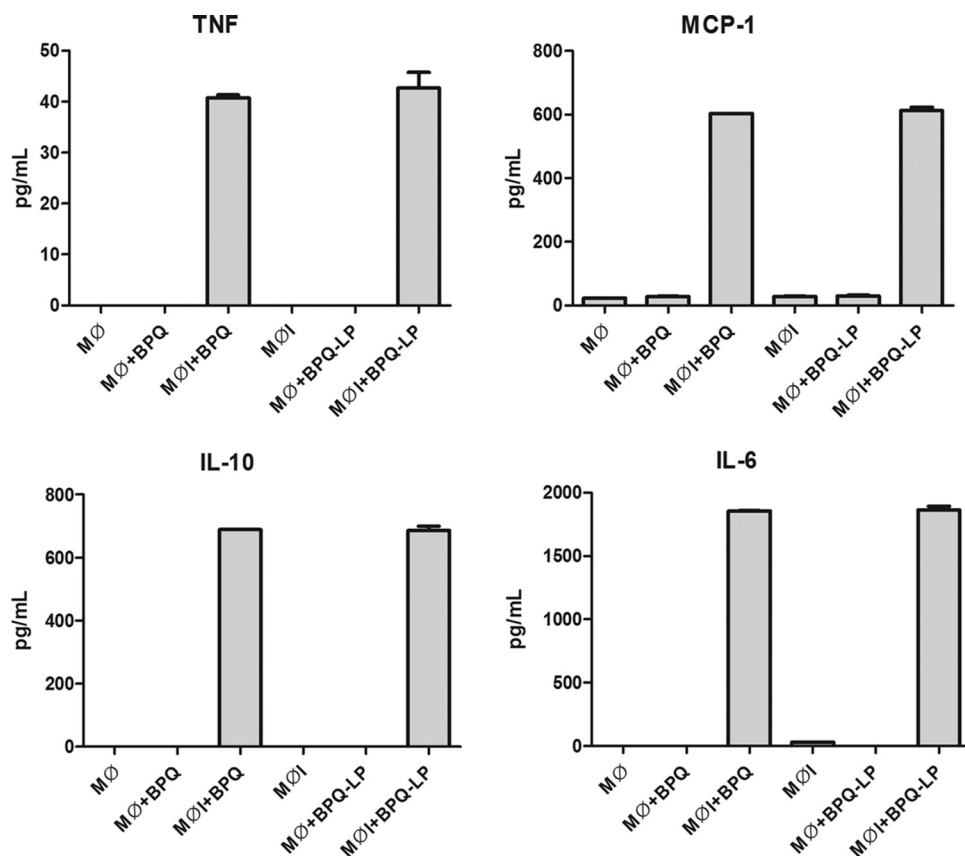 TNF
pg/mL
50
40
30
20
10
0
MØ
MØ+BPQ
MØI+BPQ
MØI
MØ+BPQ-LP
MØI+BPQ-LP
MCP-1
pg/mL
800
600
400
200
0
MØ
MØ+BPQ
MØI+BPQ
MØI
MØ+BPQ-LP
MØI+BPQ-LP
IL-10
pg/mL
800
600
400
200
0
MØ
MØ+BPQ
MØI+BPQ
MØI
MØ+BPQ-LP
MØI+BPQ-LP
IL-6
pg/mL
2000
1500
1000
500
0
MØ
MØ+BPQ
MØI+BPQ
MØI
MØ+BPQ-LP
MØI+BPQ-LP